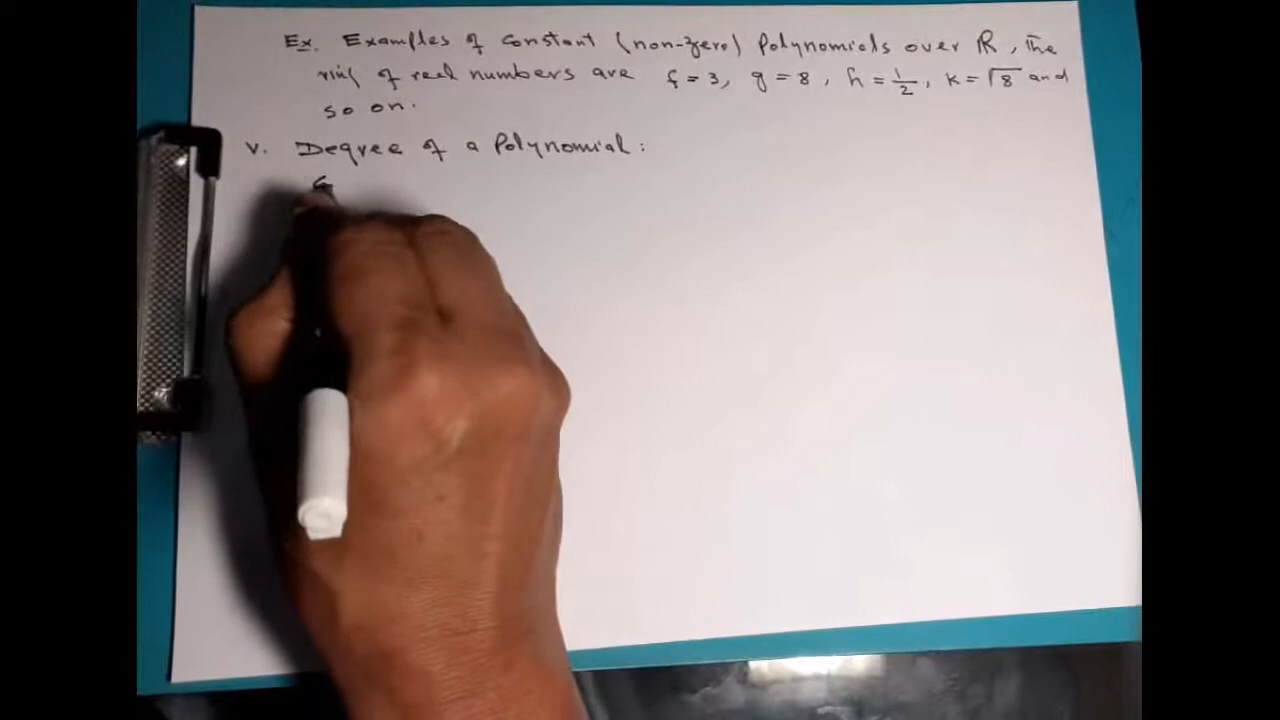 Ex. Examples of constant (non-zero) Polynomials over ℝ, The
ring of real numbers are f = 3, g = 8, h = 1/2, k = √8 and
so on.
V. Degree of a Polynomial: